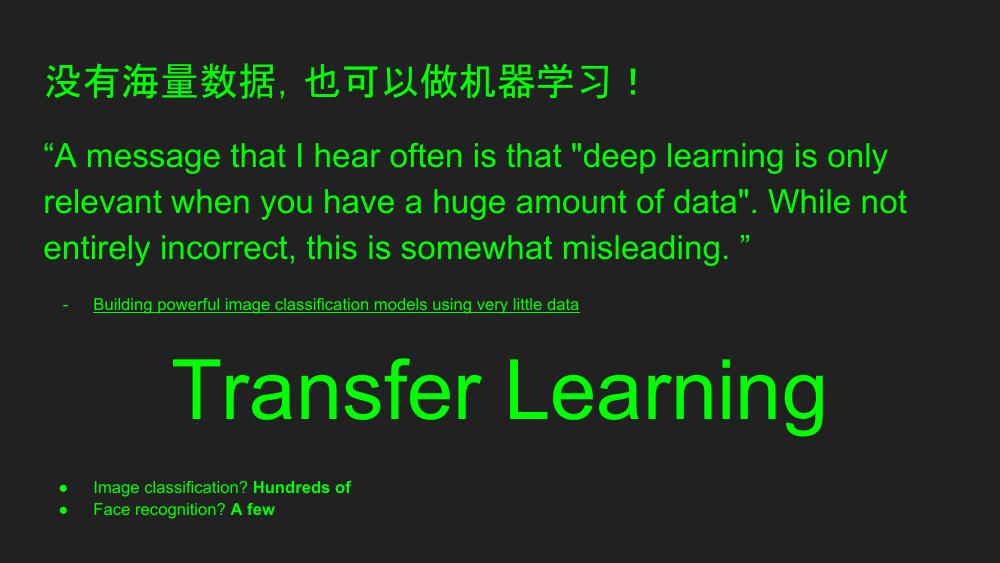 没有海量数据，也可以做机器学习！
“A message that I hear often is that "deep learning is only
relevant when you have a huge amount of data". While not
entirely incorrect, this is somewhat misleading. ”
- Building powerful image classification models using very little data
Transfer Learning
● Image classification? Hundreds of
● Face recognition? A few